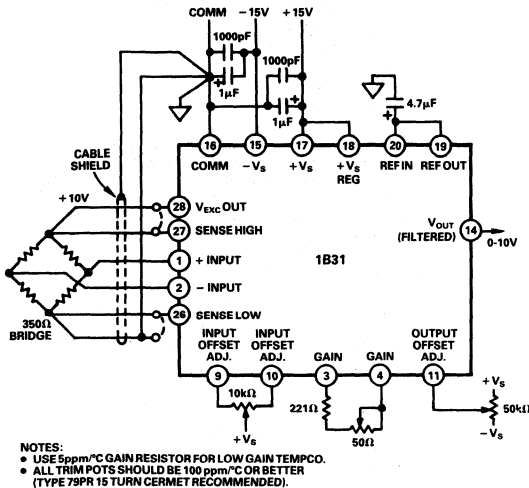 COMM −15V +15V
1000pF
1000pF
+
1μF
+
1μF
4.7μF
+
16 15 17 18 20 19
COMM −Vs +Vs +Vs REG REF IN REF OUT
CABLE SHIELD
+10V
28 VEXC OUT
27 SENSE HIGH
1 + INPUT
2 − INPUT
26 SENSE LOW
350Ω BRIDGE
1B31
VOUT (FILTERED) 14 0-10V
INPUT OFFSET ADJ. INPUT OFFSET ADJ. GAIN GAIN OUTPUT OFFSET ADJ.
9 10 3 4 11
10kΩ
+Vs
221Ω
50Ω
+Vs
50kΩ
−Vs
NOTES:
● USE 5ppm/°C GAIN RESISTOR FOR LOW GAIN TEMPCO.
● ALL TRIM POTS SHOULD BE 100 ppm/°C OR BETTER
(TYPE 79PR 15 TURN CERMET RECOMMENDED).